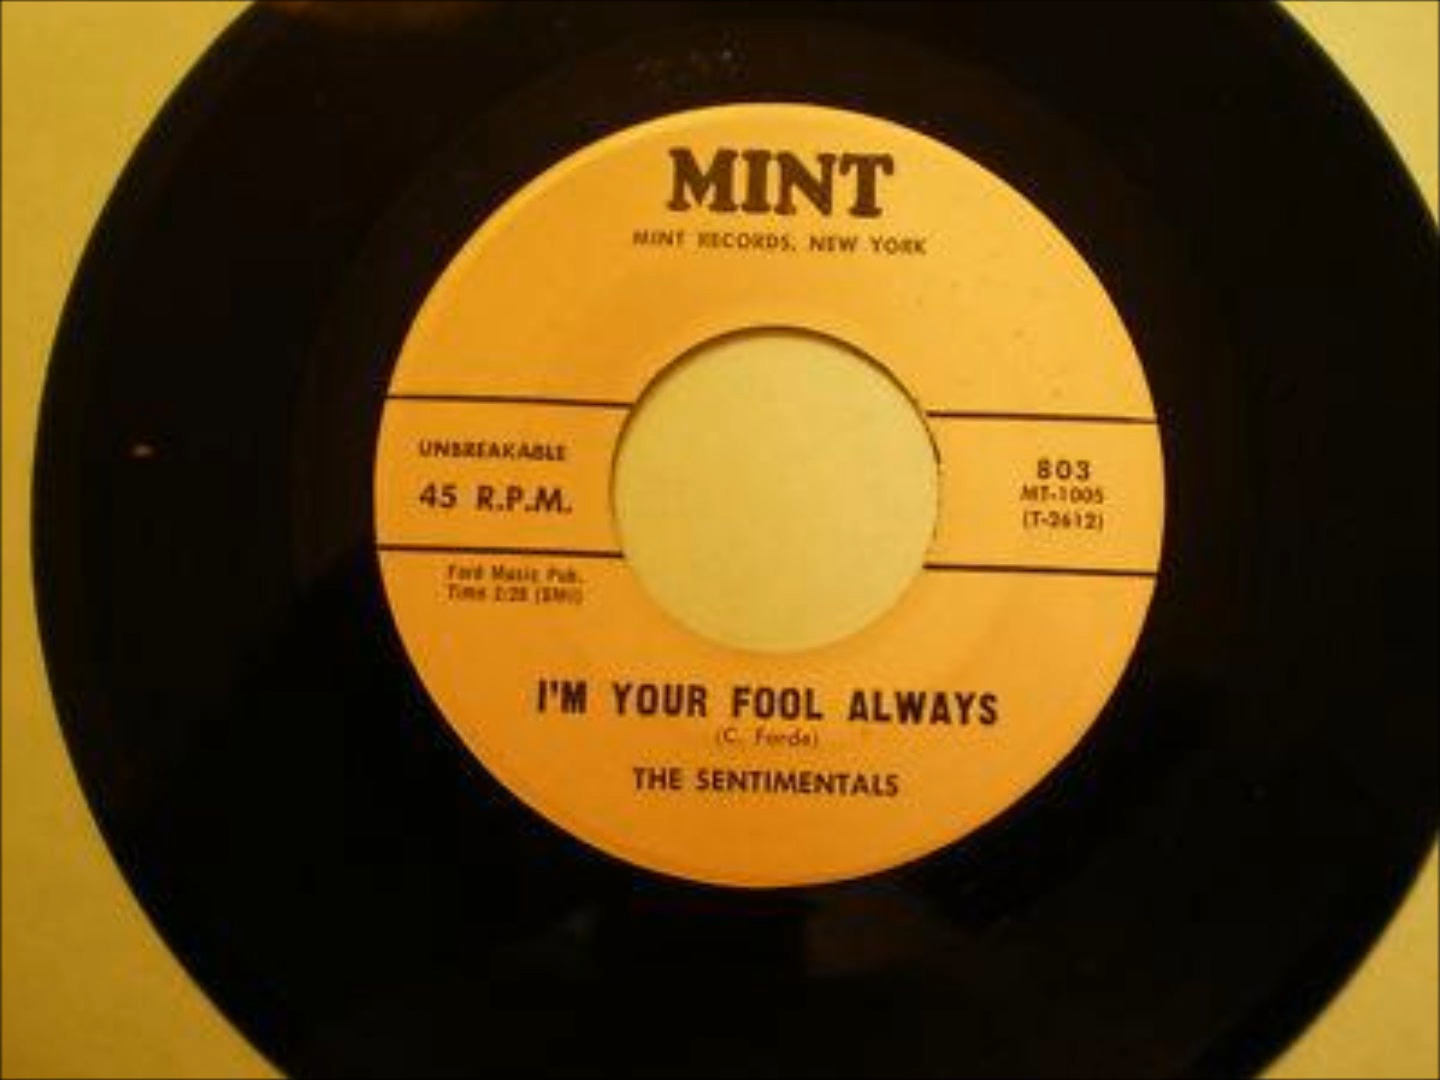 MINT
MINT RECORDS, NEW YORK
UNBREAKABLE
45 R.P.M.
803
MT-1005
(T-2612)
Ford Music Pub.
Time 2:28 (BMI)
I'M YOUR FOOL ALWAYS
(C. Forde)
THE SENTIMENTALS